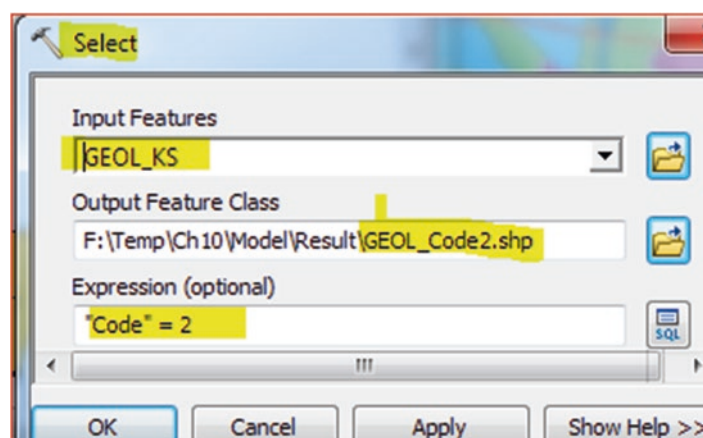 Select
Input Features
GEOL_KS
Output Feature Class
F:\Temp\Ch10\Model\Result\GEOL_Code2.shp
Expression (optional)
"Code" = 2
SQL
OK Cancel Apply Show Help >>